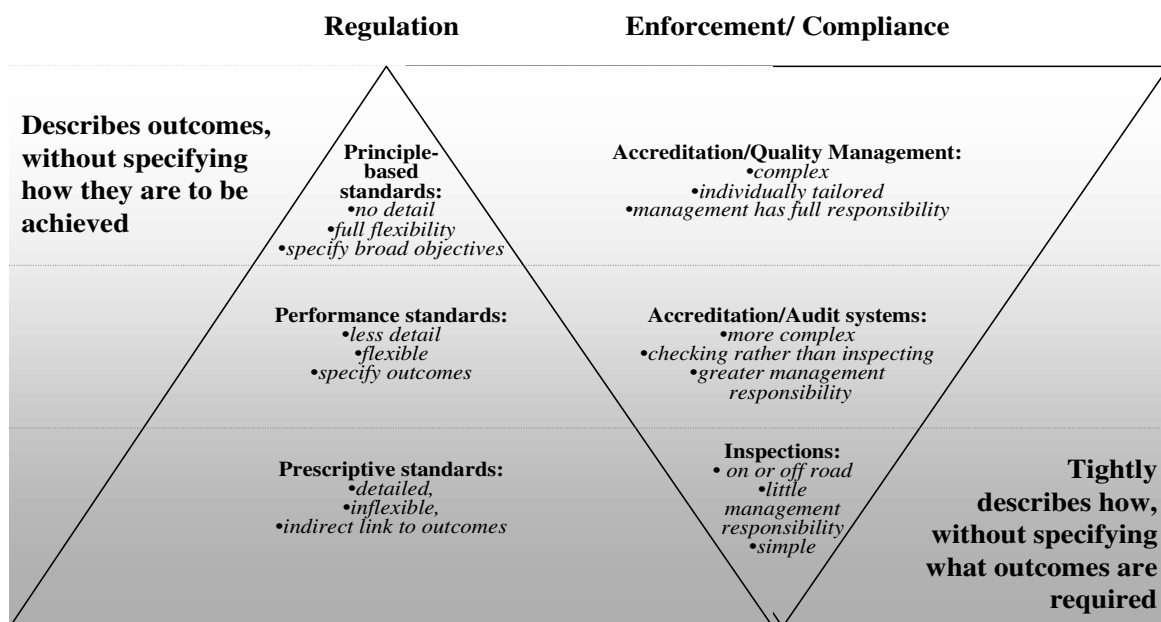 Regulation
Enforcement/ Compliance
Describes outcomes,
without specifying
how they are to be
achieved
Principle-
based
standards:
•no detail
•full flexibility
•specify broad objectives
Accreditation/Quality Management:
•complex
•individually tailored
•management has full responsibility
Performance standards:
•less detail
•flexible
•specify outcomes
Accreditation/Audit systems:
•more complex
•checking rather than inspecting
•greater management
responsibility
Prescriptive standards:
•detailed,
•inflexible,
•indirect link to outcomes
Inspections:
• on or off road
•little
management
responsibility
•simple
Tightly
describes how,
without specifying
what outcomes are
required